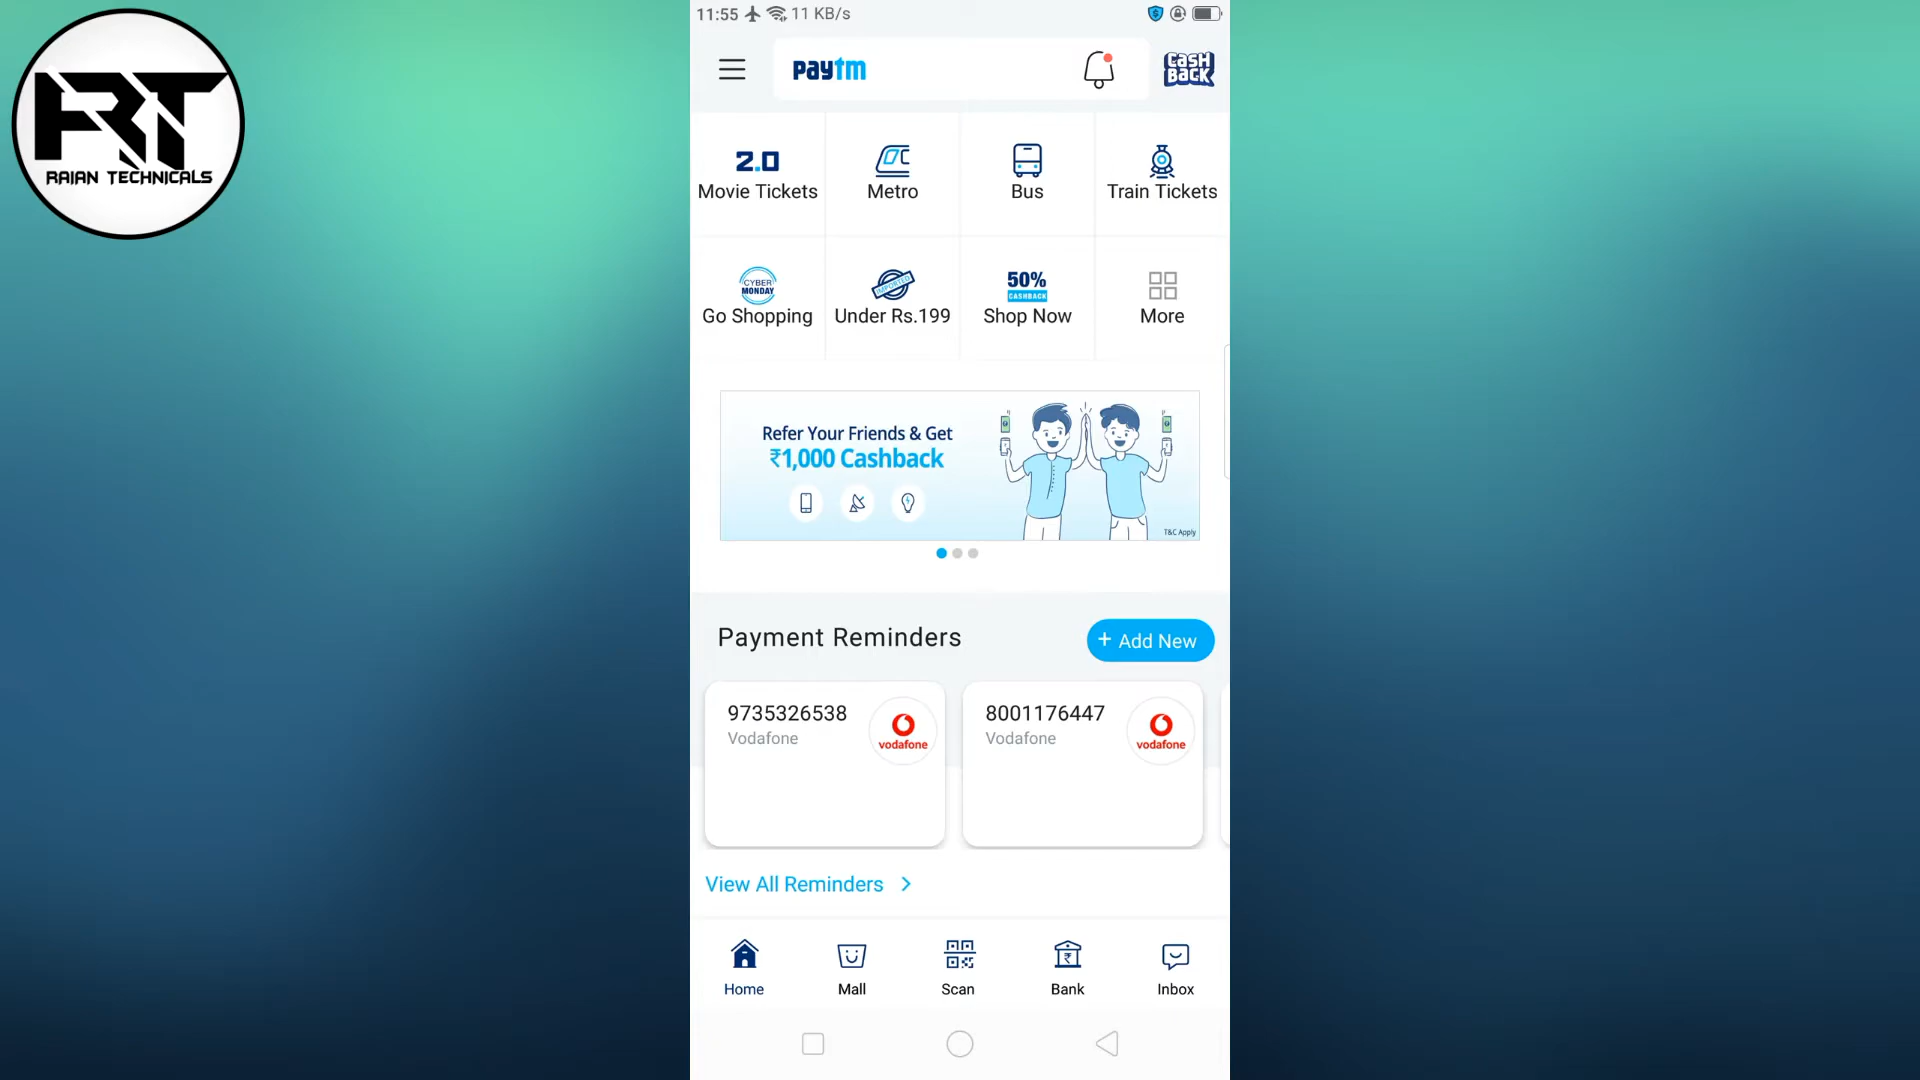 RT
RAIAN TECHNICALS
11:55 11 KB/s
paytm
CASH BACK
2.0
Movie Tickets
Metro
Bus
Train Tickets
CYBER MONDAY
Go Shopping
IMPORTED
Under Rs.199
50%
CASHBACK
Shop Now
More
Refer Your Friends & Get
₹1,000 Cashback
T&C Apply
Payment Reminders
+ Add New
9735326538
Vodafone
vodafone
8001176447
Vodafone
vodafone
View All Reminders >
Home
Mall
Scan
Bank
Inbox